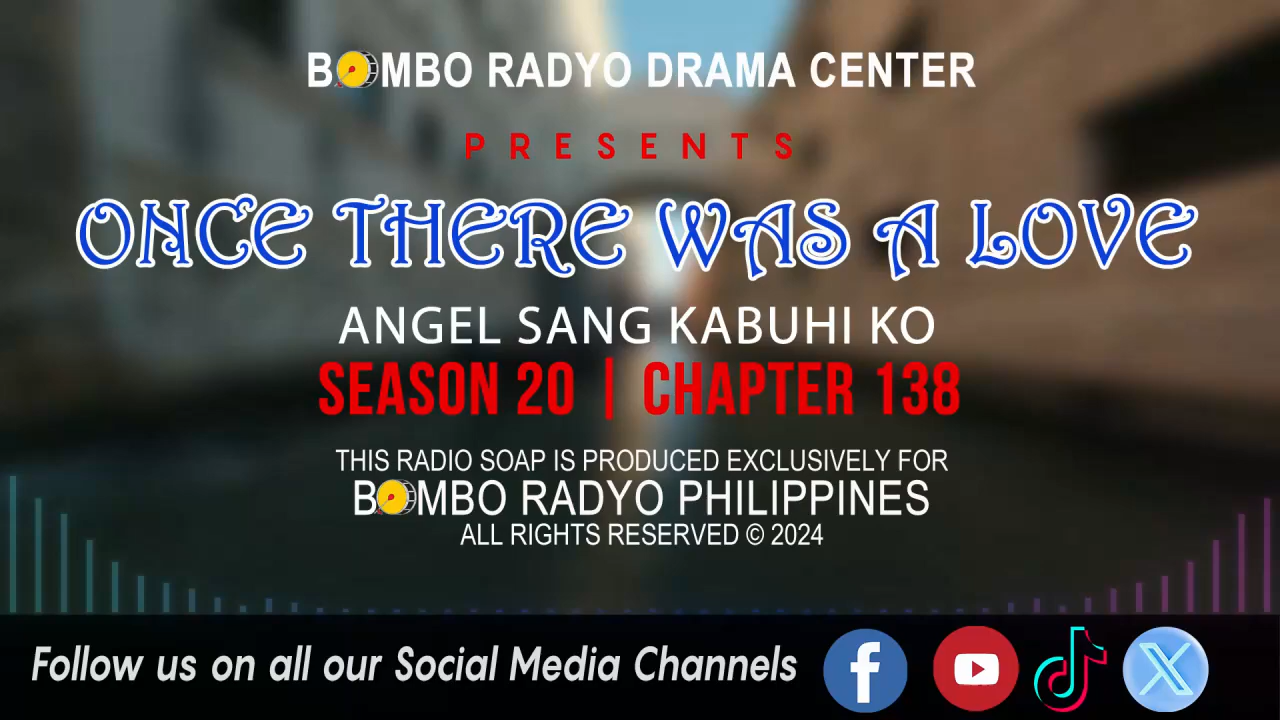 BOMBO RADYO DRAMA CENTER
PRESENTS
ONCE THERE WAS A LOVE
ANGEL SANG KABUHI KO
SEASON 20 | CHAPTER 138
THIS RADIO SOAP IS PRODUCED EXCLUSIVELY FOR
BOMBO RADYO PHILIPPINES
ALL RIGHTS RESERVED © 2024
Follow us on all our Social Media Channels